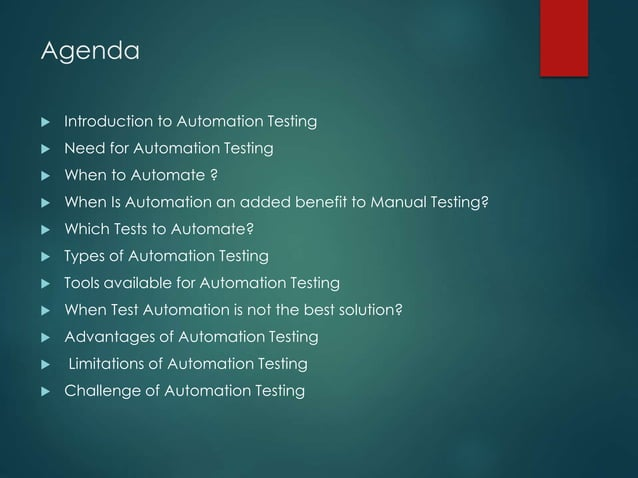 Agenda
Introduction to Automation Testing
Need for Automation Testing
When to Automate ?
When Is Automation an added benefit to Manual Testing?
Which Tests to Automate?
Types of Automation Testing
Tools available for Automation Testing
When Test Automation is not the best solution?
Advantages of Automation Testing
Limitations of Automation Testing
Challenge of Automation Testing